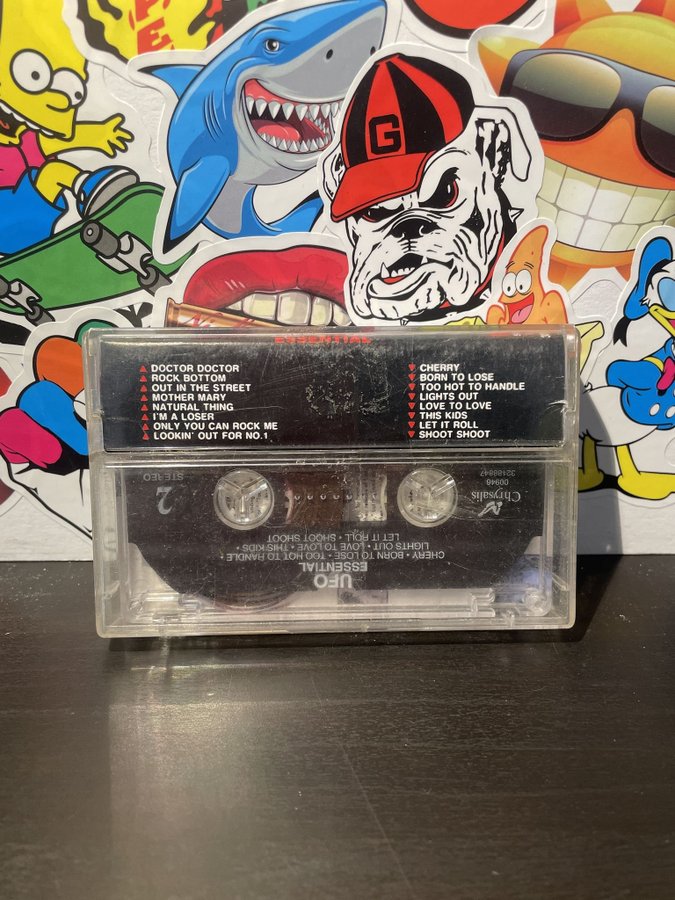 G
ESSENTIAL
DOCTOR DOCTOR
ROCK BOTTOM
OUT IN THE STREET
MOTHER MARY
NATURAL THING
I'M A LOSER
ONLY YOU CAN ROCK ME
LOOKIN' OUT FOR NO.1
CHERRY
BORN TO LOSE
TOO HOT TO HANDLE
LIGHTS OUT
LOVE TO LOVE
THIS KIDS
LET IT ROLL
SHOOT SHOOT
UFO
ESSENTIAL
CHERY • BORN TO LOSE • TOO HOT TO HANDLE •
LIGHTS OUT • LOVE TO LOVE • THIS KIDS •
LET IT ROLL • SHOOT SHOOT
Chrysalis
00946
32188847
2
STEREO